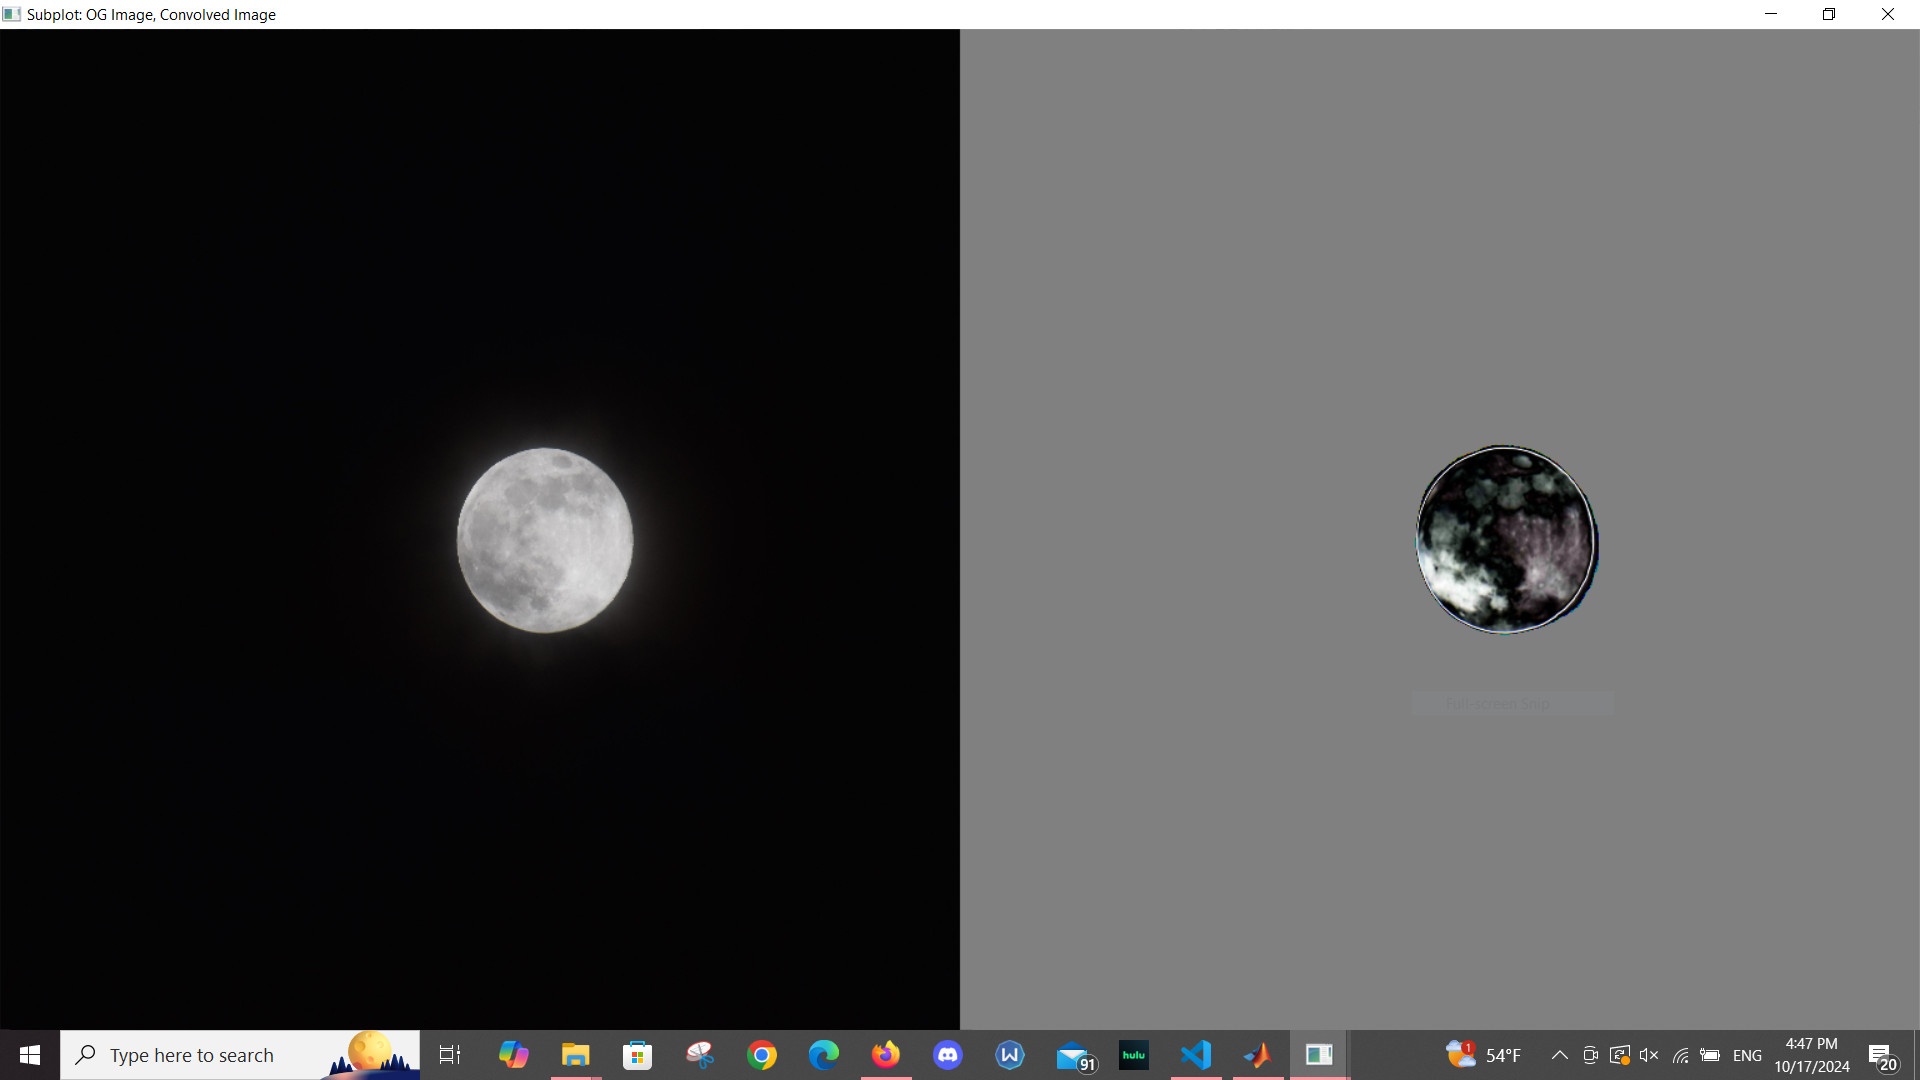 Subplot: OG Image, Convolved Image
Full-screen Snip
Type here to search
W
91
hulu
1
54°F
ENG
4:47 PM
10/17/2024
20